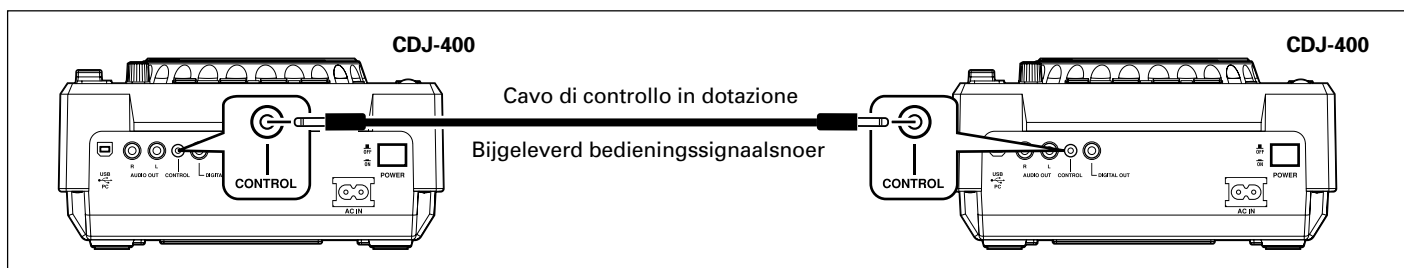 CDJ-400
CDJ-400
Cavo di controllo in dotazione
Bijgeleverd bedieningssignaalsnoer
CONTROL
CONTROL
USB
PC
R
L
AUDIO OUT
CONTROL
DIGITAL
OFF
ON
POWER
AC IN
USB
PC
R
L
AUDIO OUT
CONTROL
DIGITAL OUT
OFF
ON
POWER
AC IN